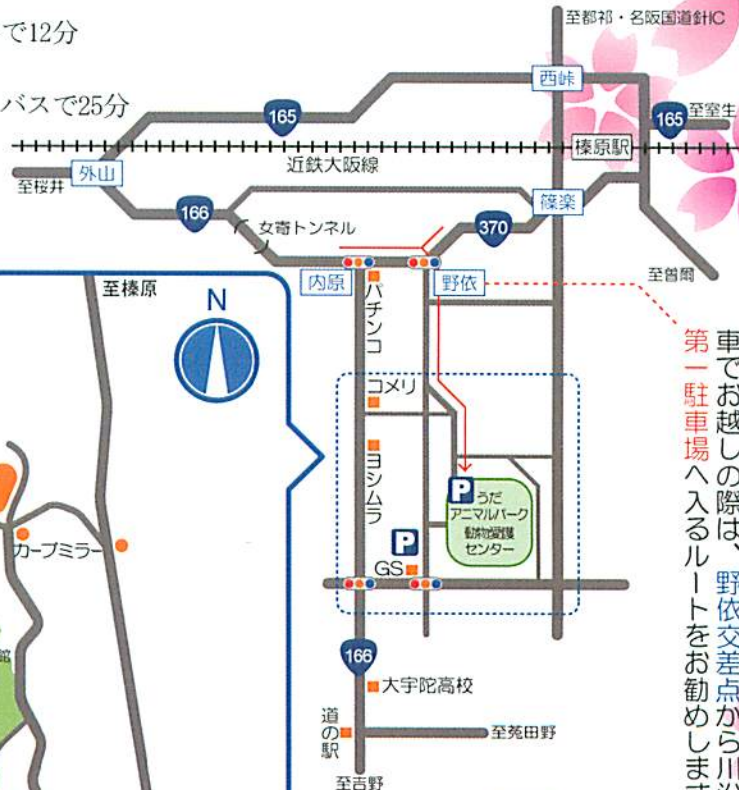 で12分
バスで25分
至都祁・名阪国道針IC
西峠
165
165
至室生
榛原駅
近鉄大阪線
外山
至桜井
166
女寄トンネル
370
篠楽
至曽爾
内原
野依
パチンコ
コメリ
ヨシムラ
P
うだ
アニマルパーク
動物愛護
センター
P
GS
166
大宇陀高校
道の駅
至菟田野
至吉野
至榛原
N
カーブミラー
館
車でお越しの際は、野依交差点から川沿
第一駐車場へ入るルートをお勧めします